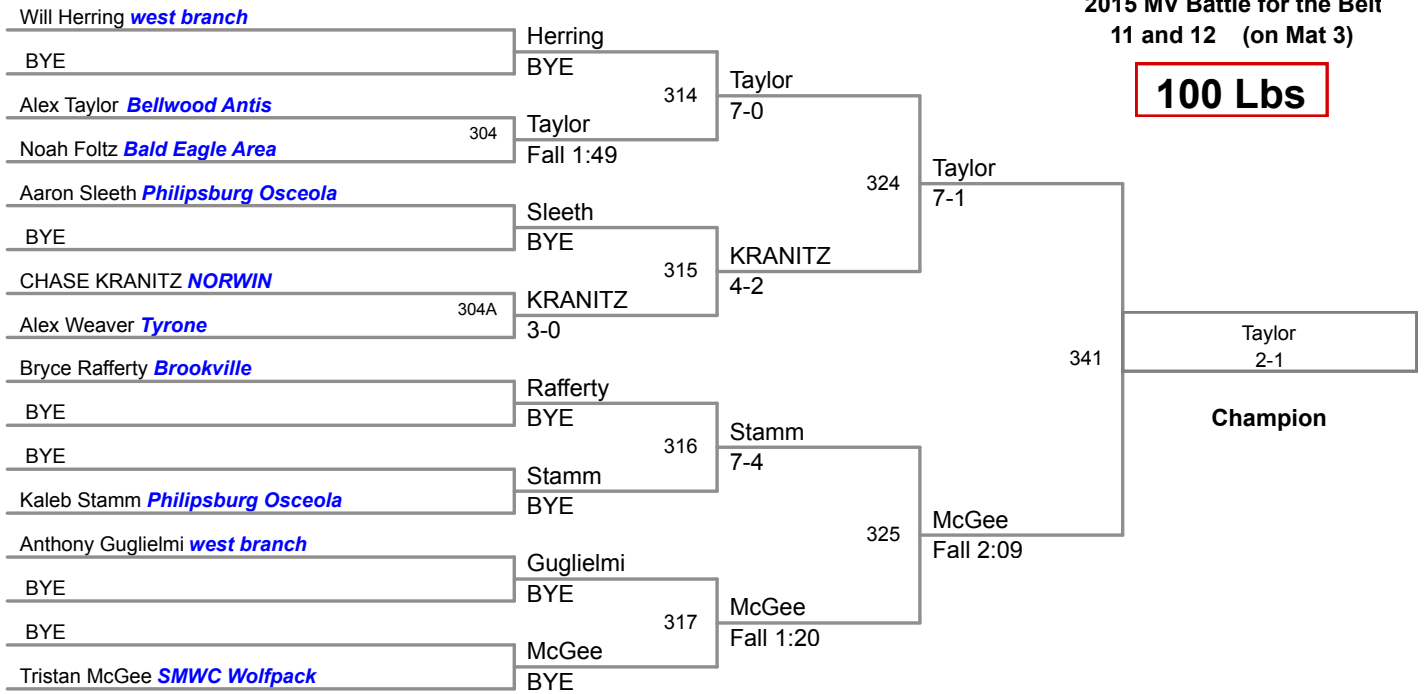 2015 MV Battle for the Belt
11 and 12 (on Mat 3)
100 Lbs
Will Herring west branch
BYE
Alex Taylor Bellwood Antis
Noah Foltz Bald Eagle Area
Aaron Sleeth Philipsburg Osceola
BYE
CHASE KRANITZ NORWIN
Alex Weaver Tyrone
Bryce Rafferty Brookville
BYE
BYE
Kaleb Stamm Philipsburg Osceola
Anthony Guglielmi west branch
BYE
BYE
Tristan McGee SMWC Wolfpack
304
304A
Herring
BYE
Taylor
Fall 1:49
Sleeth
BYE
KRANITZ
3-0
Rafferty
BYE
Stamm
BYE
Guglielmi
BYE
McGee
BYE
314
315
316
317
Taylor
7-0
KRANITZ
4-2
Stamm
7-4
McGee
Fall 1:20
324
325
Taylor
7-1
McGee
Fall 2:09
341
Taylor
2-1
Champion